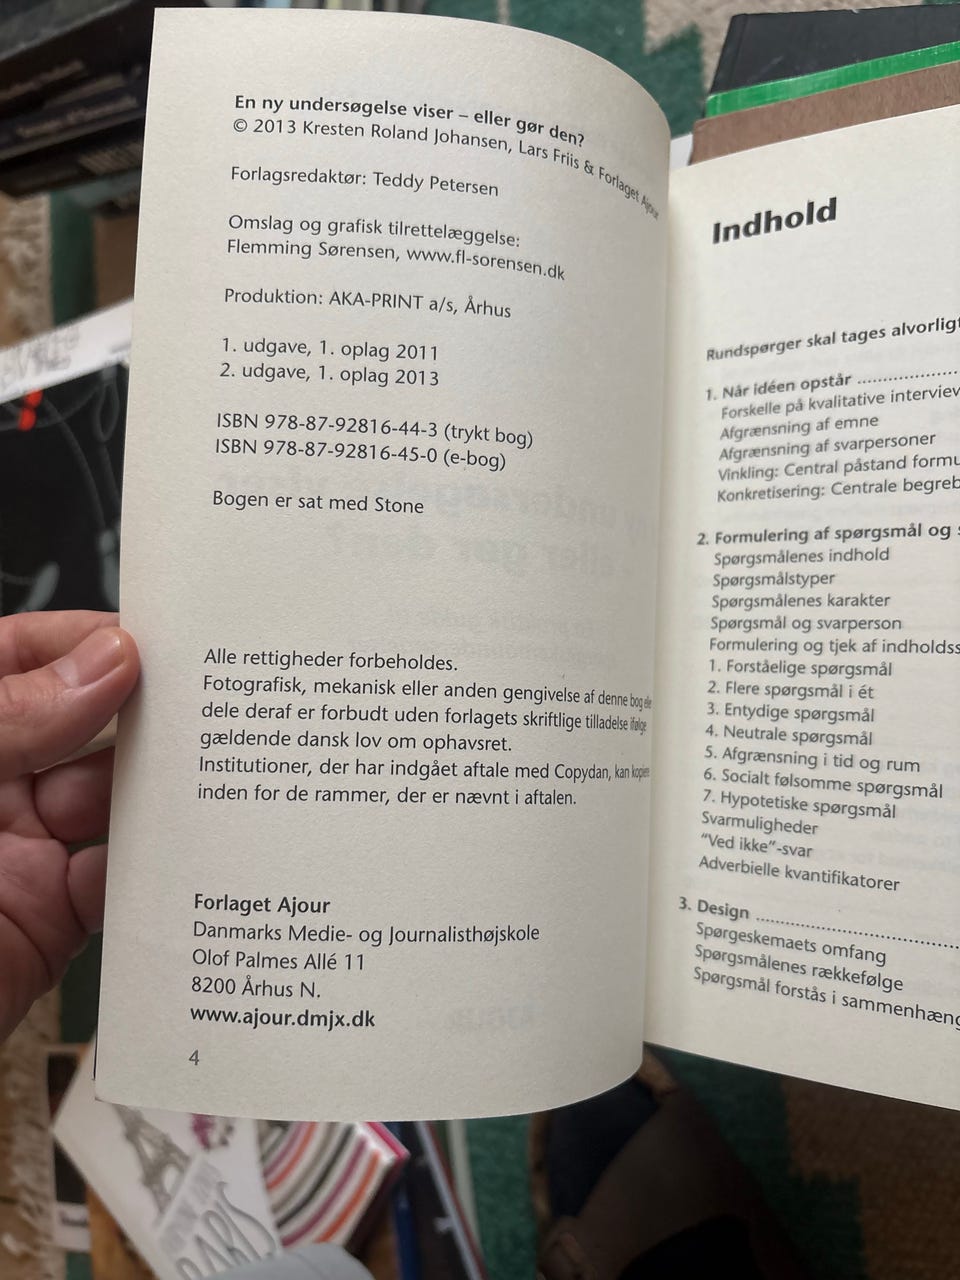 En ny undersøgelse viser – eller gør den?
© 2013 Kresten Roland Johansen, Lars Friis & Forlaget Ajour
Forlagsredaktør: Teddy Petersen
Omslag og grafisk tilrettelæggelse:
Flemming Sørensen, www.fl-sorensen.dk
Produktion: AKA-PRINT a/s, Århus
1. udgave, 1. oplag 2011
2. udgave, 1. oplag 2013
ISBN 978-87-92816-44-3 (trykt bog)
ISBN 978-87-92816-45-0 (e-bog)
Bogen er sat med Stone
Alle rettigheder forbeholdes.
Fotografisk, mekanisk eller anden gengivelse af denne bog
dele deraf er forbudt uden forlagets skriftlige tilladelse ifølge
gældende dansk lov om ophavsret.
Institutioner, der har indgået aftale med Copydan, kan
inden for de rammer, der er nævnt i aftalen.
Forlaget Ajour
Danmarks Medie- og Journalisthøjskole
Olof Palmes Allé 11
8200 Århus N.
www.ajour.dmjx.dk
4
Indhold
Rundspørger skal tages alvorligt
1. Når idéen opstår ..............
Forskelle på kvalitative interview
Afgrænsning af emne
Afgrænsning af svarpersoner
Vinkling: Central påstand formu
Konkretisering: Centrale begreb
2. Formulering af spørgsmål og s
Spørgsmålenes indhold
Spørgsmålstyper
Spørgsmålenes karakter
Spørgsmål og svarperson
Formulering og tjek af indholdss
1. Forståelige spørgsmål
2. Flere spørgsmål i ét
3. Entydige spørgsmål
4. Neutrale spørgsmål
5. Afgrænsning i tid og rum
6. Socialt følsomme spørgsmål
7. Hypotetiske spørgsmål
Svarmuligheder
"Ved ikke"-svar
Adverbielle kvantifikatorer
3. Design ..............................
Spørgeskemaets omfang
Spørgsmålenes rækkefølge
Spørgsmål forstås i sammenhæng
PARIS